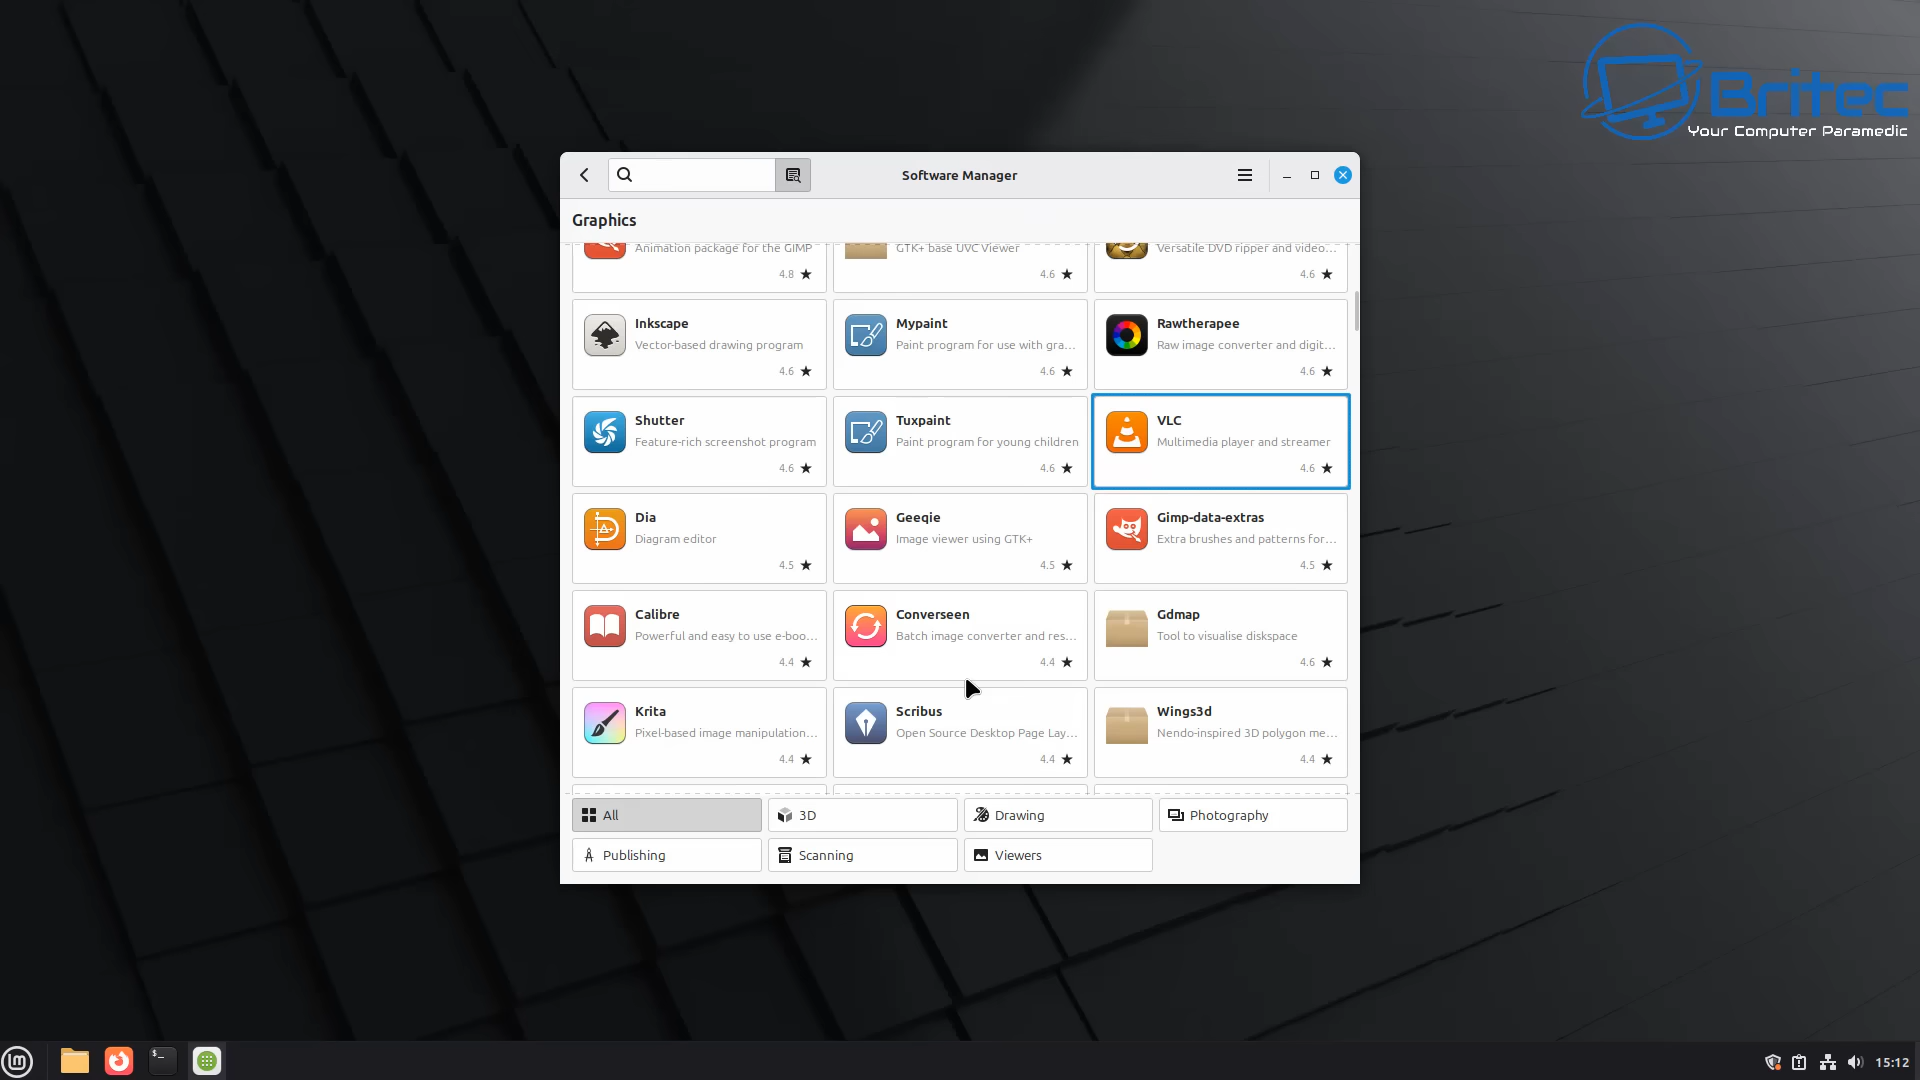 Britec
Your Computer Paramedic
Software Manager
Graphics
Animation package for the GIMP
4.8
GTK+ base UVC Viewer
4.6
Versatile DVD ripper and video...
4.6
Inkscape
Vector-based drawing program
4.6
Mypaint
Paint program for use with gra...
4.6
Rawtherapee
Raw image converter and digit...
4.6
Shutter
Feature-rich screenshot program
4.6
Tuxpaint
Paint program for young children
4.6
VLC
Multimedia player and streamer
4.6
Dia
Diagram editor
4.5
Geeqie
Image viewer using GTK+
4.5
Gimp-data-extras
Extra brushes and patterns for...
4.5
Calibre
Powerful and easy to use e-boo...
4.4
Converseen
Batch image converter and res...
4.4
Gdmap
Tool to visualise diskspace
4.6
Krita
Pixel-based image manipulation...
4.4
Scribus
Open Source Desktop Page Lay...
4.4
Wings3d
Nendo-inspired 3D polygon me...
4.4
All
3D
Drawing
Photography
Publishing
Scanning
Viewers
15:12